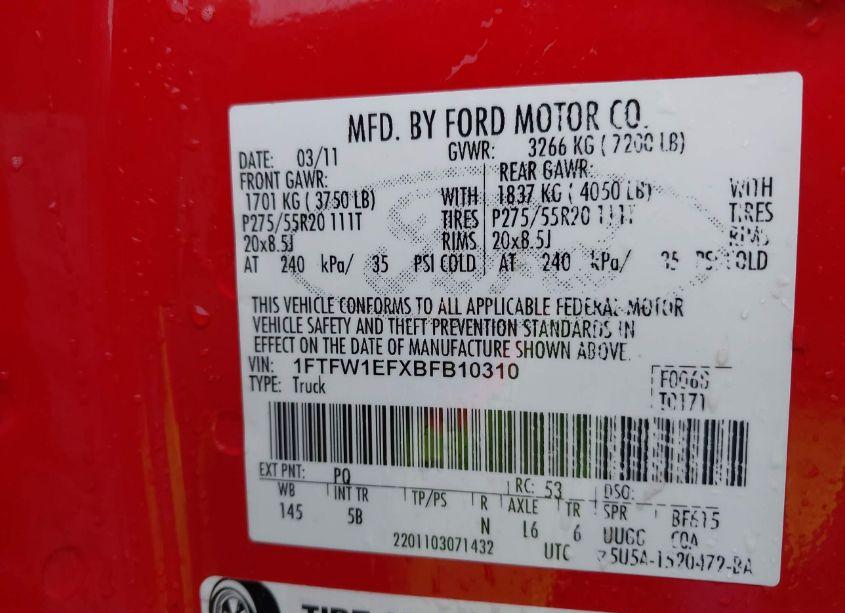 MFD. BY FORD MOTOR CO.
DATE: 03/11 GVWR: 3266 KG ( 7200 LB)
FRONT GAWR: REAR GAWR:
1701 KG ( 3750 LB) WITH 1837 KG ( 4050 LB) WITH
P275/55R20 111T TIRES P275/55R20 111T TIRES
20x8.5J RIMS 20x8.5J RIMS
AT 240 kPa/ 35 PSI COLD AT 240 kPa/ 35 PSI COLD
THIS VEHICLE CONFORMS TO ALL APPLICABLE FEDERAL MOTOR
VEHICLE SAFETY AND THEFT PREVENTION STANDARDS IN
EFFECT ON THE DATE OF MANUFACTURE SHOWN ABOVE.
VIN: 1FTFW1EFXBFB10310
TYPE: Truck
T0171
EXT PNT: PQ RC: 53 DSO:
WB INT TR TP/PS R AXLE TR SPR
145 5B N L6 6
2201103071432 UTC